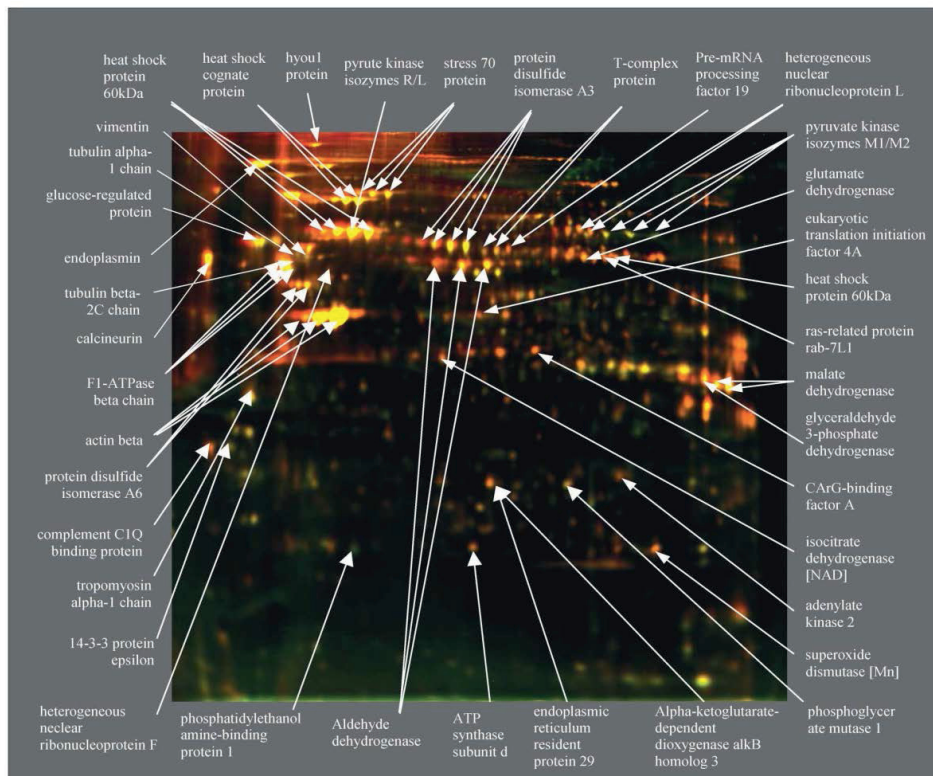 heat shock
protein
60kDa
heat shock
cognate
protein
hyou1
protein
pyrute kinase
isozymes R/L
stress 70
protein
protein
disulfide
isomerase A3
T-complex
protein
Pre-mRNA
processing
factor 19
heterogeneous
nuclear
ribonucleoprotein L
vimentin
tubulin alpha-
1 chain
glucose-regulated
protein
endoplasmin
tubulin beta-
2C chain
calcineurin
F1-ATPase
beta chain
actin beta
protein disulfide
isomerase A6
complement C1Q
binding protein
tropomyosin
alpha-1 chain
14-3-3 protein
epsilon
heterogeneous
neclear
ribonucleoprotein F
pyruvate kinase
isozymes M1/M2
glutamate
dehydrogenase
eukaryotic
translation initiation
factor 4A
heat shock
protein 60kDa
ras-related protein
rab-7L1
malate
dehydrogenase
glyceraldehyde
3-phosphate
dehydrogenase
CArG-binding
factor A
isocitrate
dehydrogenase
[NAD]
adenylate
kinase 2
superoxide
dismutase [Mn]
phosphoglycer
ate mutase 1
phosphatidylethanol
amine-binding
protein 1
Aldehyde
dehydrogenase
ATP
synthase
subunit d
endoplasmic
reticulum
resident
protein 29
Alpha-ketoglutarate-
dependent
dioxygenase alkB
homolog 3